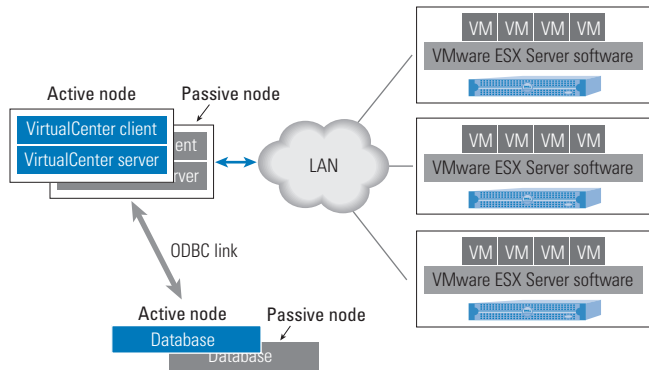 Active node
Passive node
VirtualCenter client
VirtualCenter server
ent
rver
LAN
ODBC link
Active node
Passive node
Database
Database
VM VM VM VM
VMware ESX Server software
VM VM VM VM
VMware ESX Server software
VM VM VM VM
VMware ESX Server software